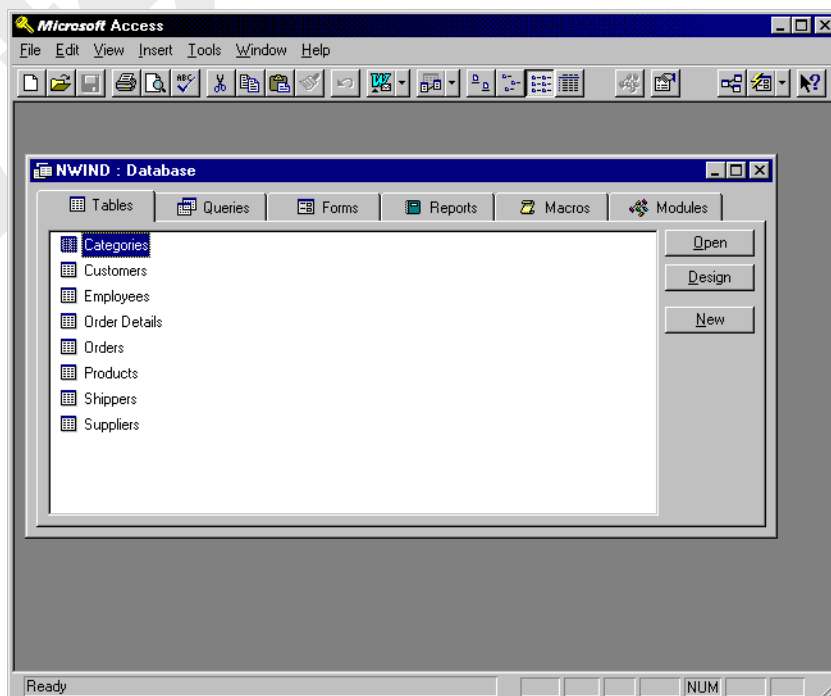 Microsoft Access
File Edit View Insert Tools Window Help
NWIND : Database
Tables Queries Forms Reports Macros Modules
Categories
Customers
Employees
Order Details
Orders
Products
Shippers
Suppliers
Open
Design
New
Ready NUM